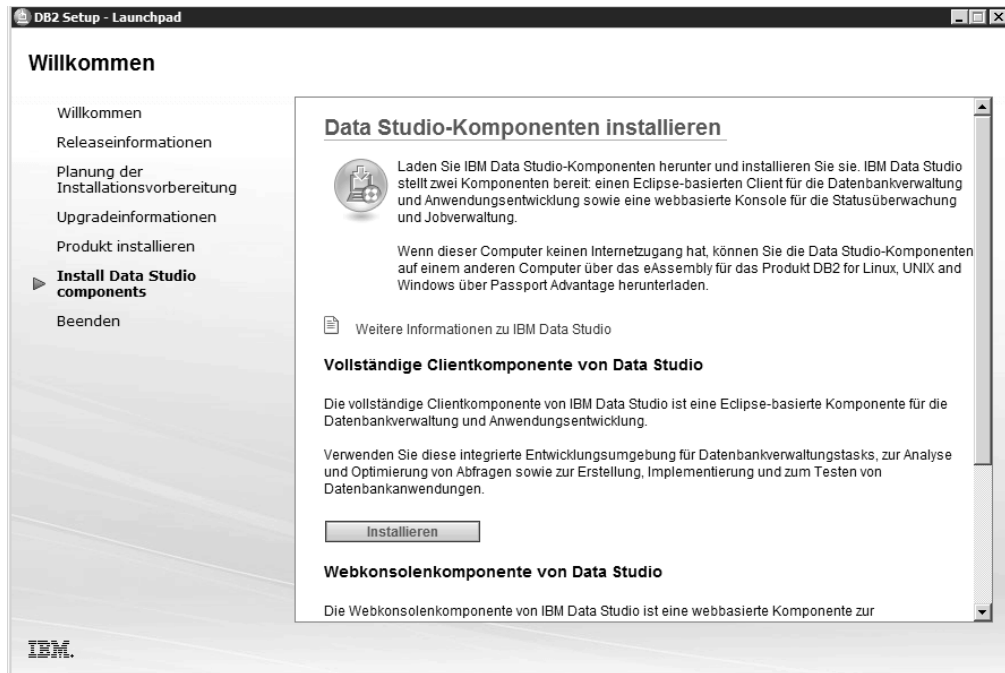 DB2 Setup - Launchpad
Willkommen
Willkommen
Releaseinformationen
Planung der
Installationsvorbereitung
Upgradeinformationen
Produkt installieren
Install Data Studio
components
Beenden
Data Studio-Komponenten installieren
Laden Sie IBM Data Studio-Komponenten herunter und installieren Sie sie. IBM Data Studio
stellt zwei Komponenten bereit: einen Eclipse-basierten Client für die Datenbankverwaltung
und Anwendungsentwicklung sowie eine webbasierte Konsole für die Statusüberwachung
und Jobverwaltung.
Wenn dieser Computer keinen Internetzugang hat, können Sie die Data Studio-Komponenten
auf einem anderen Computer über das eAssembly für das Produkt DB2 for Linux, UNIX and
Windows über Passport Advantage herunterladen.
Weitere Informationen zu IBM Data Studio
Vollständige Clientkomponente von Data Studio
Die vollständige Clientkomponente von IBM Data Studio ist eine Eclipse-basierte Komponente für die
Datenbankverwaltung und Anwendungsentwicklung.
Verwenden Sie diese integrierte Entwicklungsumgebung für Datenbankverwaltungstasks, zur Analyse
und Optimierung von Abfragen sowie zur Erstellung, Implementierung und zum Testen von
Datenbankanwendungen.
Installieren
Webkonsolenkomponente von Data Studio
Die Webkonsolenkomponente von IBM Data Studio ist eine webbasierte Komponente zur
IBM.